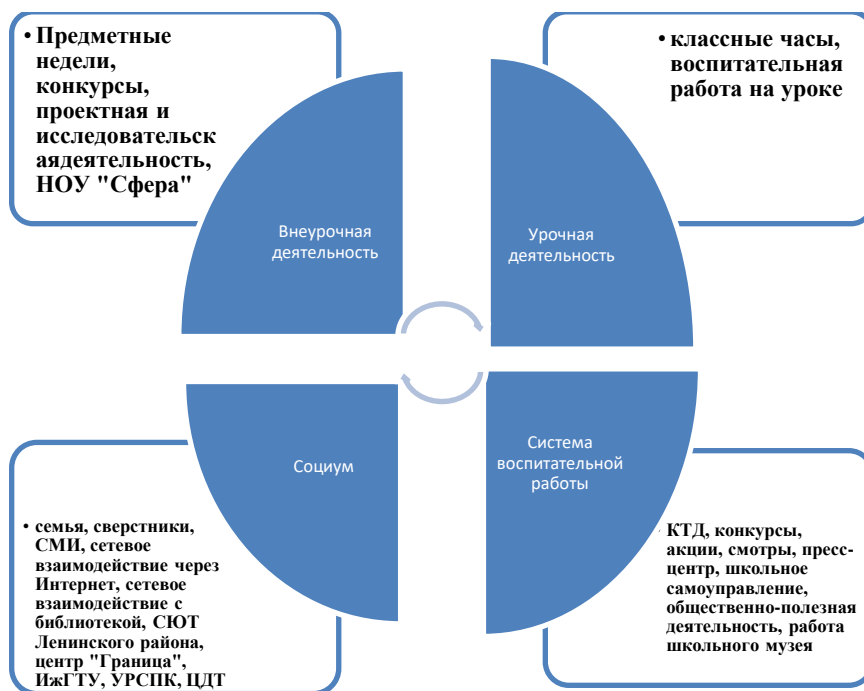 • Предметные
недели,
конкурсы,
проектная и
исследовательск
аядеятельность,
НОУ "Сфера"
• классные часы,
воспитательная
работа на уроке
Внеурочная
деятельность
Урочная
деятельность
Социум
Система
воспитательной
работы
• семья, сверстники,
СМИ, сетевое
взаимодействие через
Интернет, сетевое
взаимодействие с
библиотекой, СЮТ
Ленинского района,
центр "Граница",
ИжГТУ, УРСПК, ЦДТ
КТД, конкурсы,
акции, смотры, пресс-
центр, школьное
самоуправление,
общественно-полезная
деятельность, работа
школьного музея